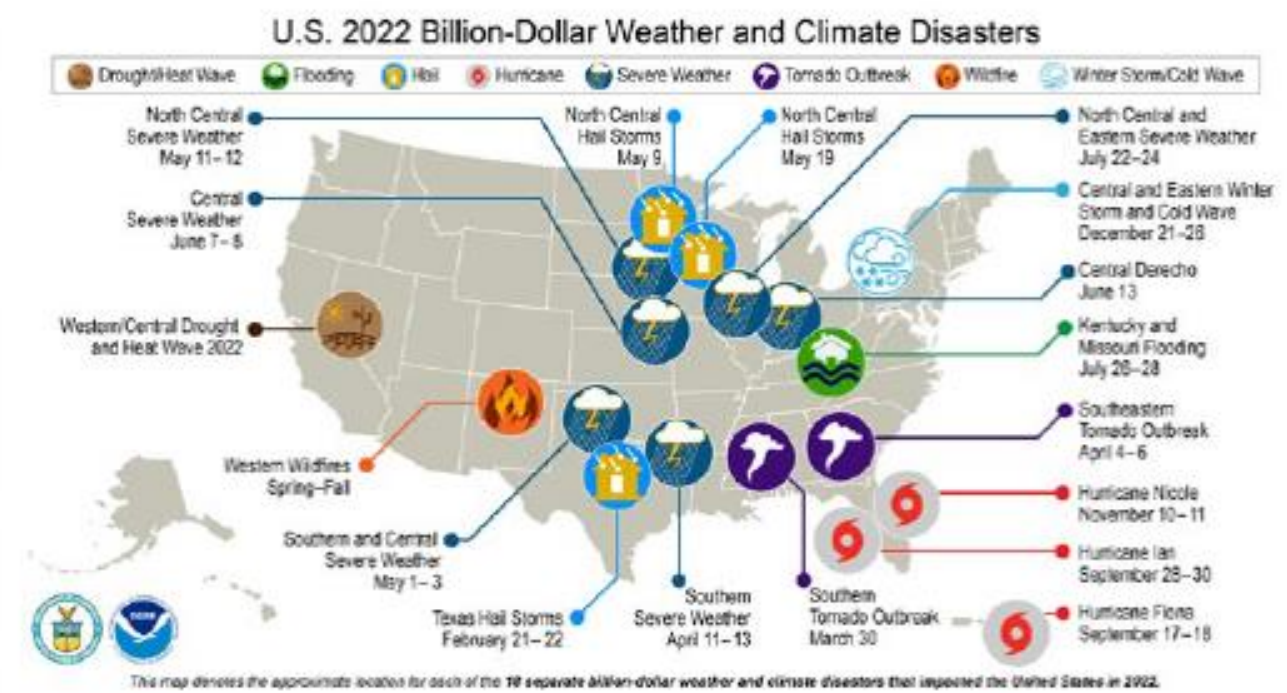 U.S. 2022 Billion-Dollar Weather and Climate Disasters
Drought/Heat Wave
Flooding
Hail
Hurricane
Severe Weather
Tornado Outbreak
Wildfire
Winter Storm/Cold Wave
North Central
Severe Weather
May 11–12
North Central
Hail Storms
May 9
North Central
Hail Storms
May 19
North Central and
Eastern Severe Weather
July 22–24
Central
Severe Weather
June 7–8
Central and Eastern Winter
Storm and Cold Wave
December 21–26
Central Derecho
June 13
Western/Central Drought
and Heat Wave 2022
Kentucky and
Missouri Flooding
July 26–28
Southeastern
Tornado Outbreak
April 4–6
Western Wildfires
Spring–Fall
Hurricane Nicole
November 10–11
Southern and Central
Severe Weather
May 1–3
Hurricane Ian
September 28–30
Texas Hail Storms
February 21–22
Southern
Severe Weather
April 11–13
Southern
Tornado Outbreak
March 30
Hurricane Fiona
September 17–18
This map denotes the approximate location for each of the 18 separate billion-dollar weather and climate disasters that impacted the United States in 2022.